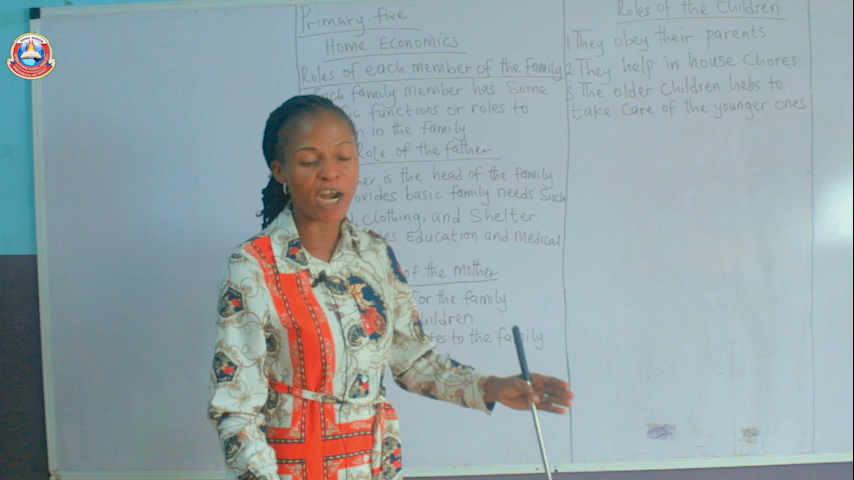 Primary five
Home Economics
Roles of each member of the family
Each family member has Some
functions or roles to
in the family
Role of the father
is the head of the family
basic family needs Such
Clothing, and Shelter
Education and Medical
of the mother
for the family
to the family
Roles of the Children
1 They obey their parents
2. They help in house Chores
3 The older Children helps to
take Care of the younger ones